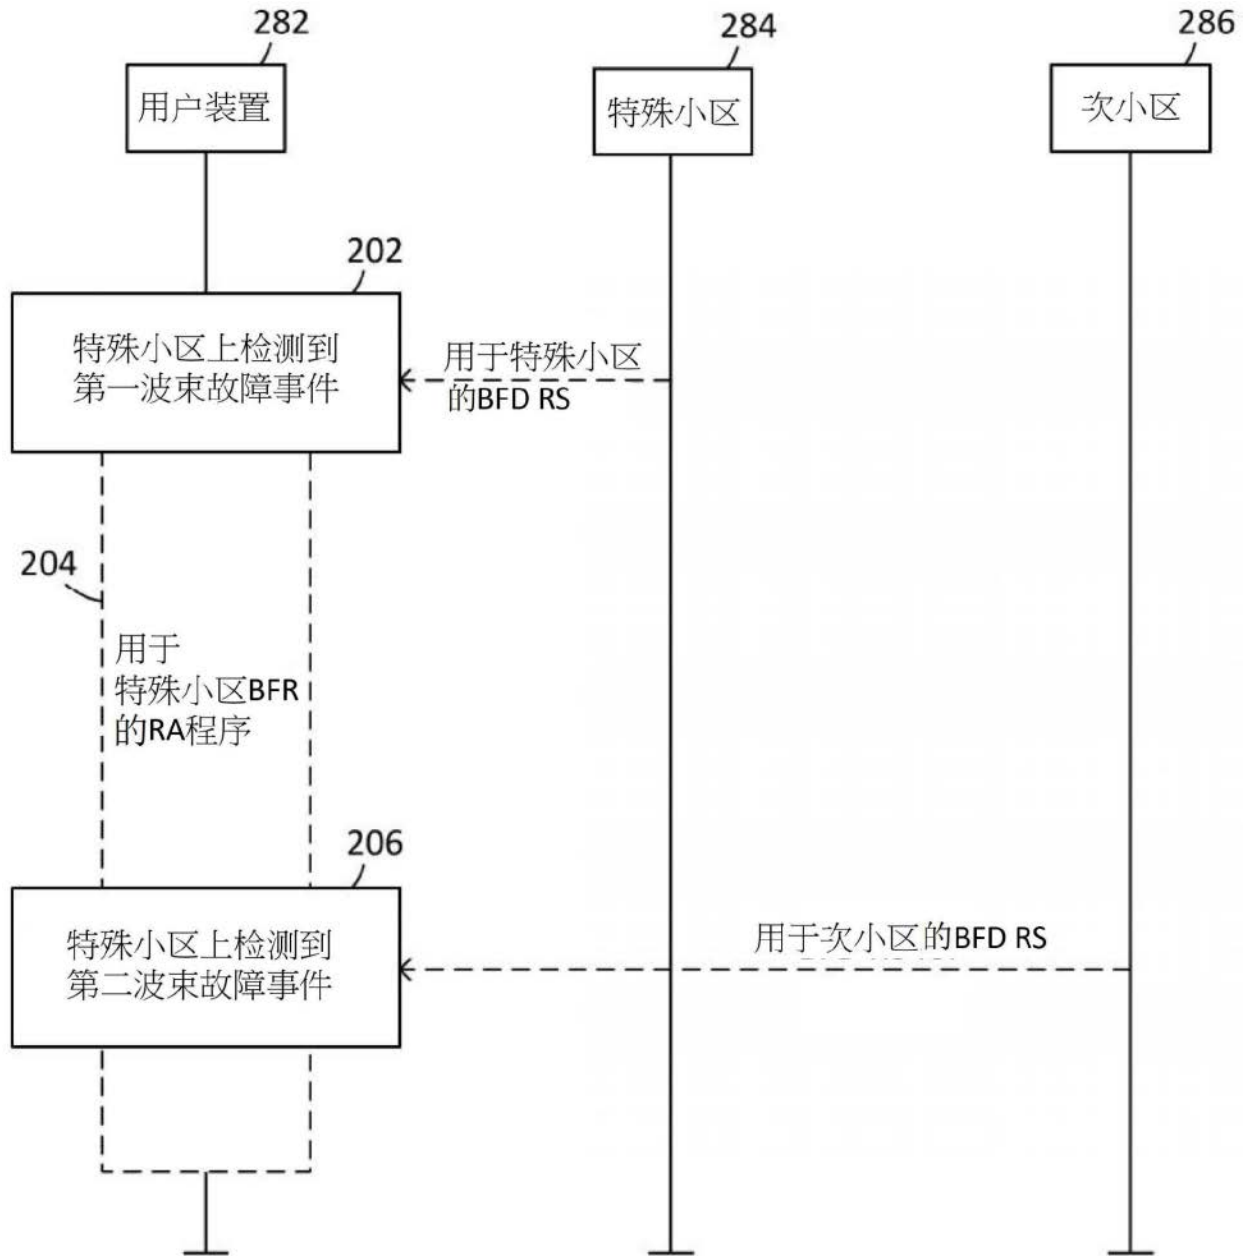 282
284
286
用户装置
特殊小区
次小区
202
特殊小区上检测到
第一波束故障事件
用于特殊小区
的BFD RS
204
用于
特殊小区BFR
的RA程序
206
特殊小区上检测到
第二波束故障事件
用于次小区的BFD RS